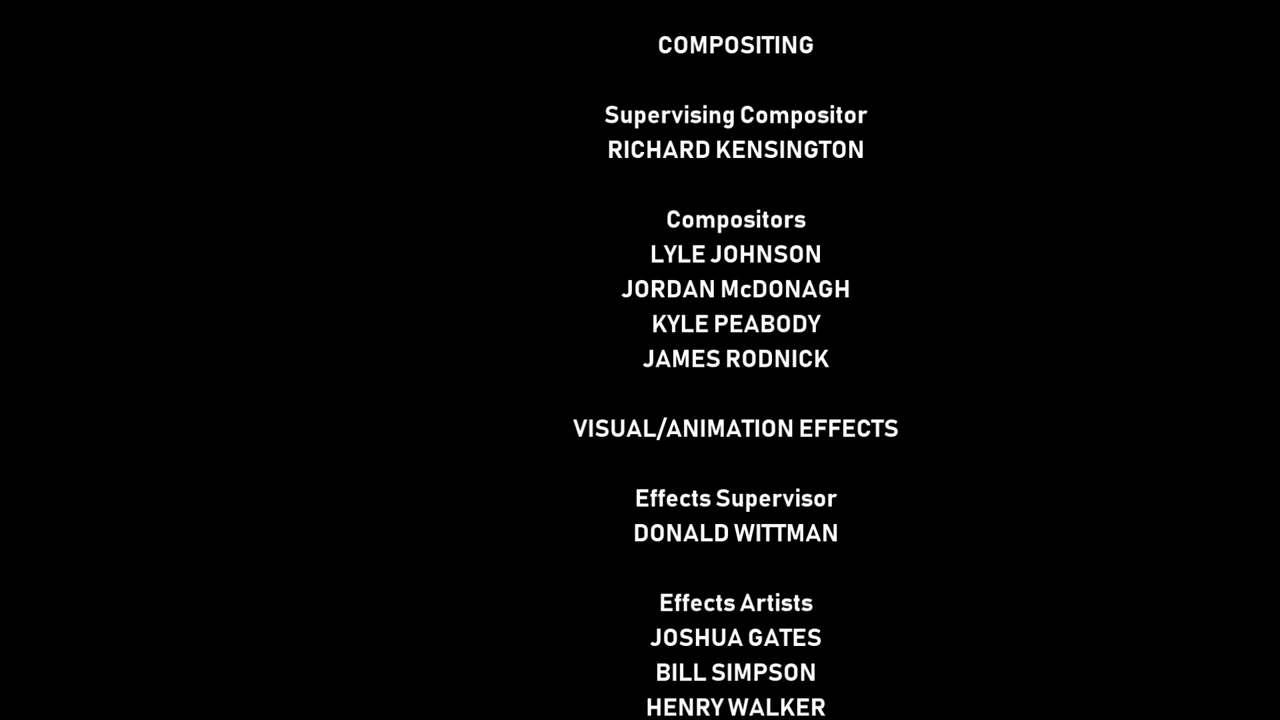 COMPOSITING
Supervising Compositor
RICHARD KENSINGTON
Compositors
LYLE JOHNSON
JORDAN McDONAGH
KYLE PEABODY
JAMES RODNICK
VISUAL/ANIMATION EFFECTS
Effects Supervisor
DONALD WITTMAN
Effects Artists
JOSHUA GATES
BILL SIMPSON
HENRY WALKER